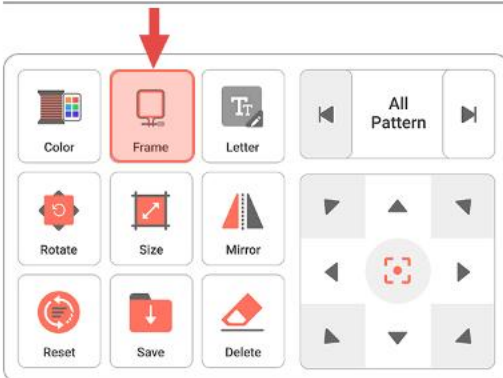 Color
Frame
Letter
All
Pattern
Rotate
Size
Mirror
Reset
Save
Delete